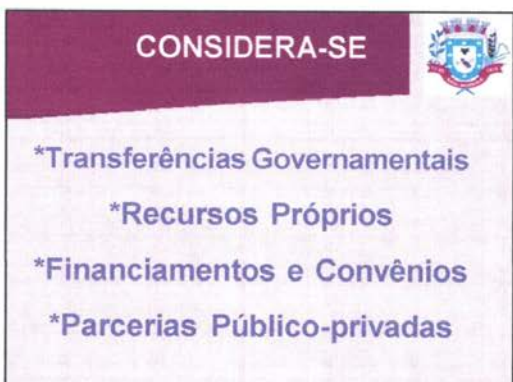 CONSIDERA-SE
*Transferências Governamentais
*Recursos Próprios
*Financiamentos e Convênios
*Parcerias Público-privadas